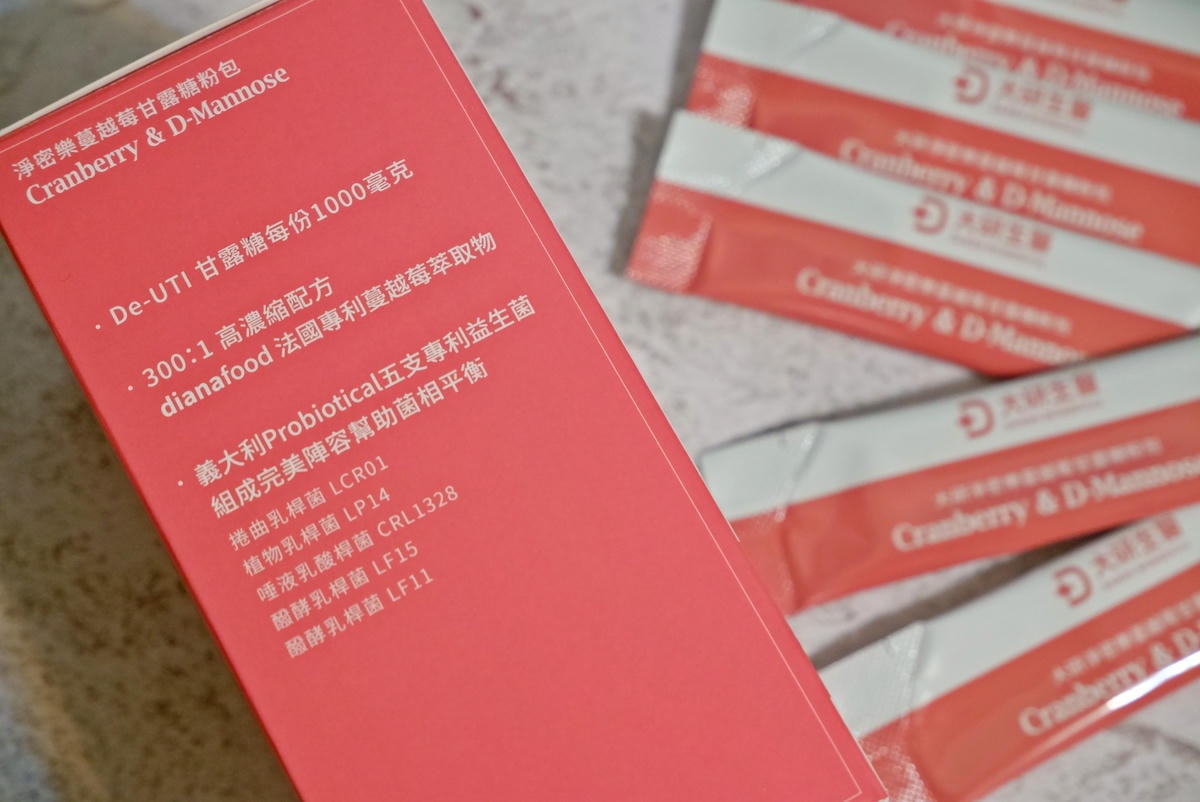 淨密樂蔓越莓甘露糖粉包
Cranberry & D-Mannose
· De-UTI 甘露糖每份1000毫克
· 300:1 高濃縮配方
dianafood 法國專利蔓越莓萃取物
· 義大利Probiotical五支專利益生菌
組成完美陣容幫助菌相平衡
捲曲乳桿菌 LCR01
植物乳桿菌 LP14
唾液乳酸桿菌 CRL1328
醱酵乳桿菌 LF15
醱酵乳桿菌 LF11
Cranberry & D-Mannose
大研生醫
Cranberry & D-Mannose
大研生醫
Cranberry & D-Mannose
大研生醫
Cranberry & D-Mannose
大研生醫
Cranberry & D